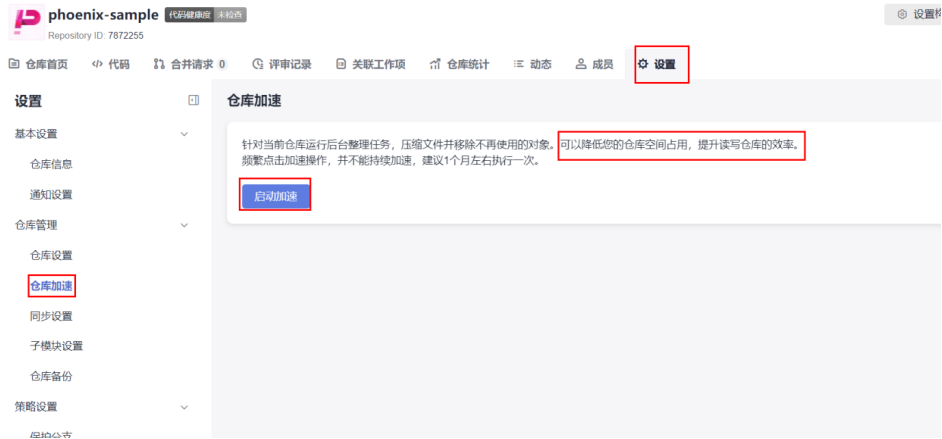 phoenix-sample 代码健康度 未检查
设置构
Repository ID: 7872255
仓库首页 代码 合并请求 0 评审记录 关联工作项 仓库统计 动态 成员 设置
设置
仓库加速
基本设置
仓库信息
通知设置
仓库管理
仓库设置
仓库加速
同步设置
子模块设置
仓库备份
策略设置
保护分支
针对当前仓库运行后台整理任务，压缩文件并移除不再使用的对象。可以降低您的仓库空间占用，提升读写仓库的效率。
频繁点击加速操作，并不能持续加速，建议1个月左右执行一次。
启动加速